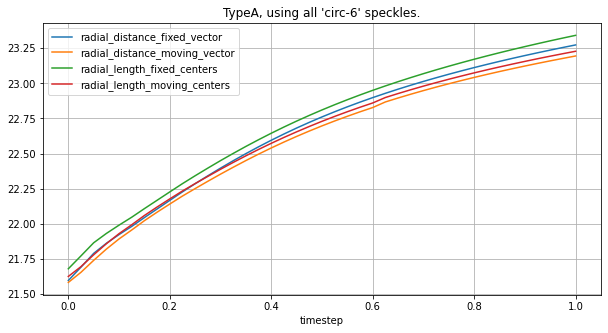 TypeA, using all 'circ-6' speckles.
radial_distance_fixed_vector
radial_distance_moving_vector
radial_length_fixed_centers
radial_length_moving_centers
23.25
23.00
22.75
22.50
22.25
22.00
21.75
21.50
0.0 0.2 0.4 0.6 0.8 1.0
timestep